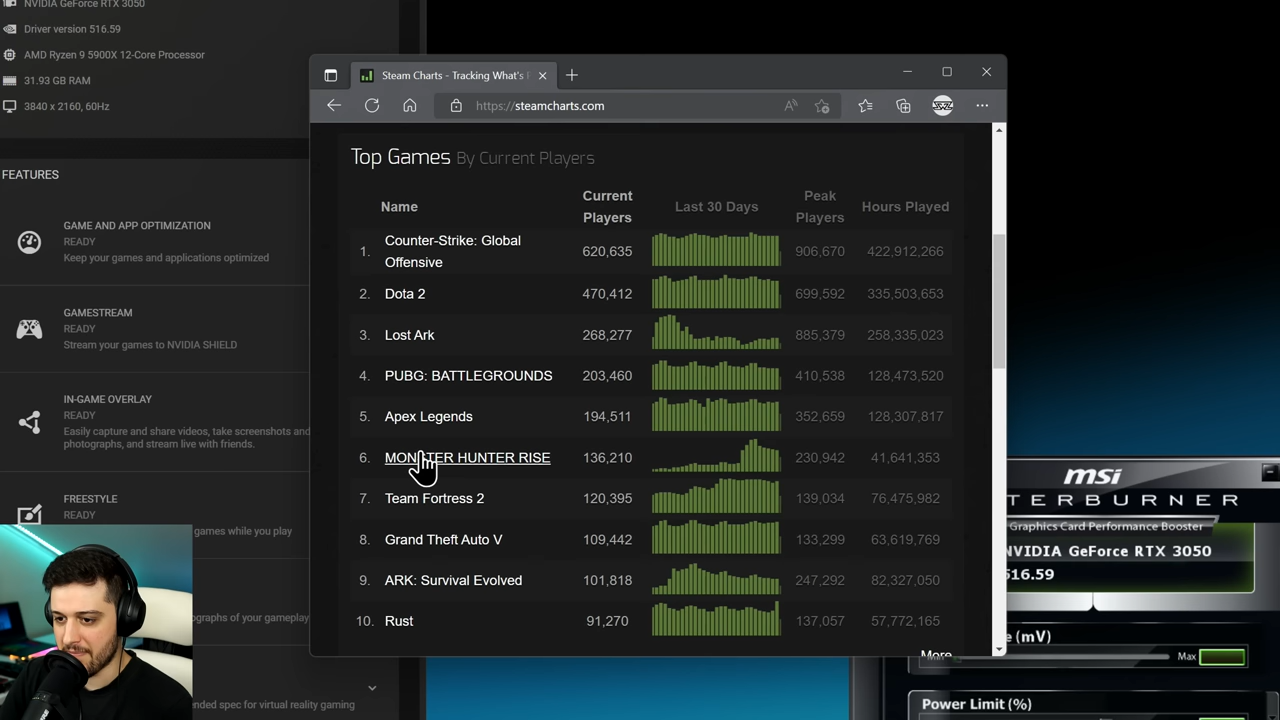 NVIDIA GeForce RTX 3050
Driver version 516.59
AMD Ryzen 9 5900X 12-Core Processor
31.93 GB RAM
3840 x 2160, 60Hz
FEATURES
GAME AND APP OPTIMIZATION
READY
Keep your games and applications optimized
GAMESTREAM
READY
Stream your games to NVIDIA SHIELD
IN-GAME OVERLAY
READY
Easily capture and share videos, take screenshots and
photographs, and stream live with friends.
FREESTYLE
READY
games while you play
ographs of your gameplay
nded spec for virtual reality gaming
Steam Charts - Tracking What's
https://steamcharts.com
Top Games By Current Players
Name Current Players Last 30 Days Peak Players Hours Played
1. Counter-Strike: Global Offensive 620,635 906,670 422,912,266
2. Dota 2 470,412 699,592 335,503,653
3. Lost Ark 268,277 885,379 258,335,023
4. PUBG: BATTLEGROUNDS 203,460 410,538 128,473,520
5. Apex Legends 194,511 352,659 128,307,817
6. MONSTER HUNTER RISE 136,210 230,942 41,641,353
7. Team Fortress 2 120,395 139,034 76,475,982
8. Grand Theft Auto V 109,442 133,299 63,619,769
9. ARK: Survival Evolved 101,818 247,292 82,327,050
10. Rust 91,270 137,057 57,772,165
More
msi
TERBURNER
Graphics Card Performance Booster
NVIDIA GeForce RTX 3050
516.59
e (mV)
Max
Power Limit (%)